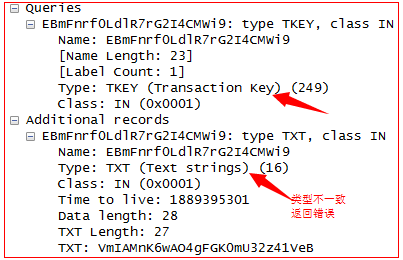 Queries
EBmFnrf0LdlR7rG2I4CMWi9: type TKEY, class IN
Name: EBmFnrf0LdlR7rG2I4CMWi9
[Name Length: 23]
[Label Count: 1]
Type: TKEY (Transaction Key) (249)
Class: IN (0x0001)
Additional records
EBmFnrf0LdlR7rG2I4CMWi9: type TXT, class IN
Name: EBmFnrf0LdlR7rG2I4CMWi9
Type: TXT (Text strings) (16)
Class: IN (0x0001)
Time to live: 1889395301
Data length: 28
TXT Length: 27
TXT: VmIAMnK6wAO4gFGK0mU32z41VeB
类型不一致
返回错误